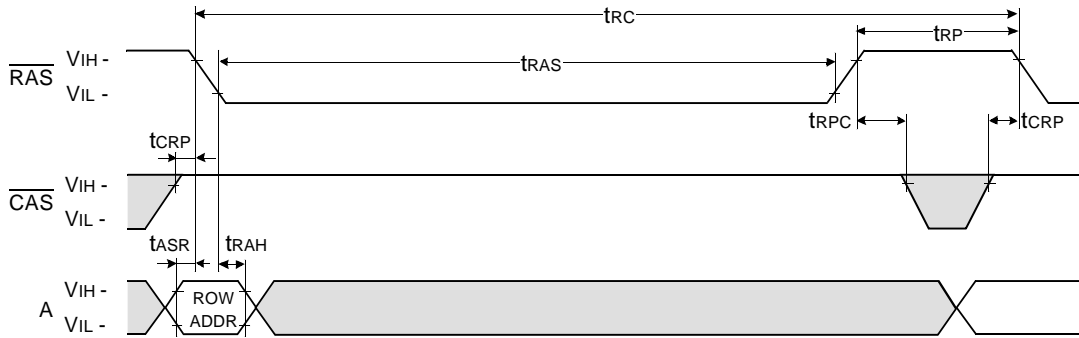 tRC
tRP
RAS
VIH -
VIL -
tRAS
tRPC
tCRP
tCRP
CAS
VIH -
VIL -
tASR
tRAH
A
VIH -
VIL -
ROW
ADDR